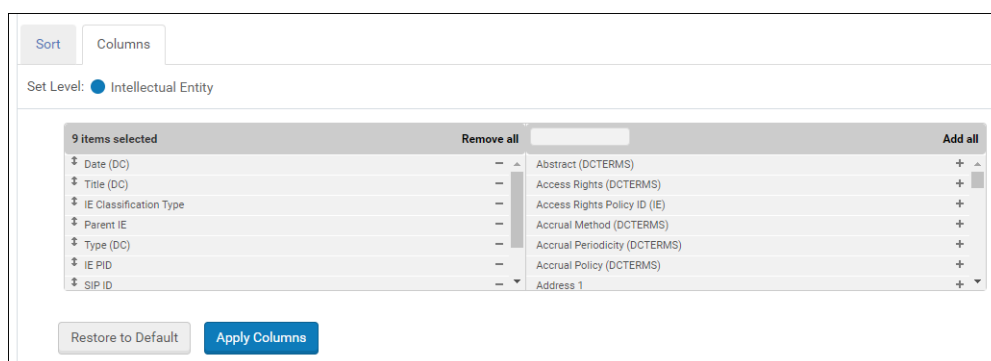 Sort Columns
Set Level: Intellectual Entity
9 items selected Remove all Add all
Date (DC) Abstract (DCTERMS)
Title (DC) Access Rights (DCTERMS)
IE Classification Type Access Rights Policy ID (IE)
Parent IE Accrual Method (DCTERMS)
Type (DC) Accrual Periodicity (DCTERMS)
IE PID Accrual Policy (DCTERMS)
SIP ID Address 1
Restore to Default Apply Columns